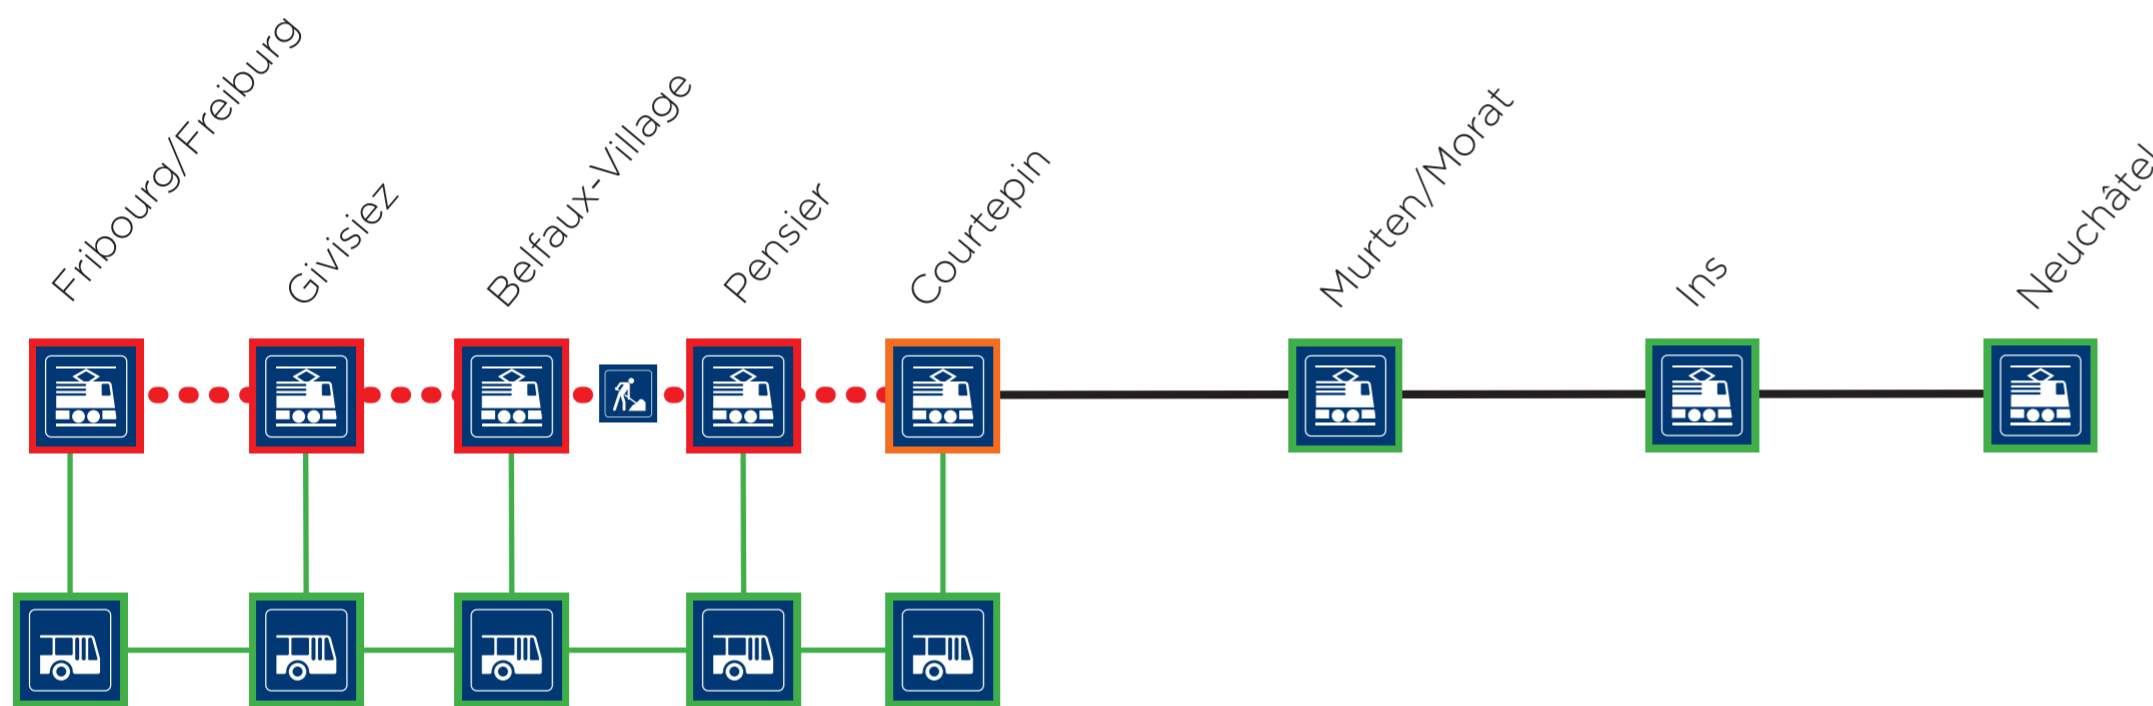 Fribourg/Freiburg
Givisiez
Belfaux-Village
Pensier
Courtepin
Murten/Morat
Ins
Neuchâtel